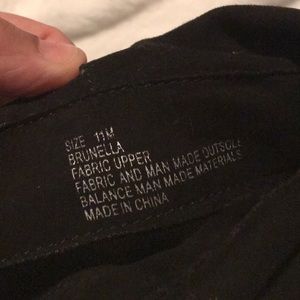 SIZE 11M
BRUNELLA
FABRIC UPPER
FABRIC AND MAN MADE OUTSOLE
BALANCE MAN MADE MATERIALS
MADE IN CHINA